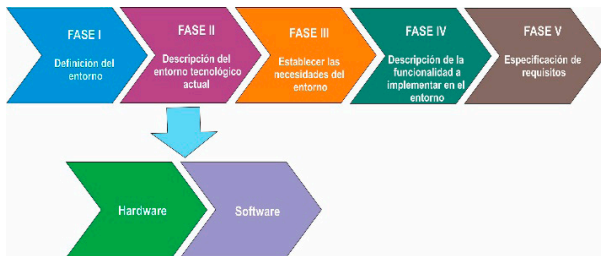 FASE I
Definición del
entorno
FASE II
Descripción del
entorno tecnológico
actual
FASE III
Establecer las
necesidades del
entorno
FASE IV
Descripción de la
funcionalidad a
implementar en el
entorno
FASE V
Especificación de
requisitos
Hardware
Software